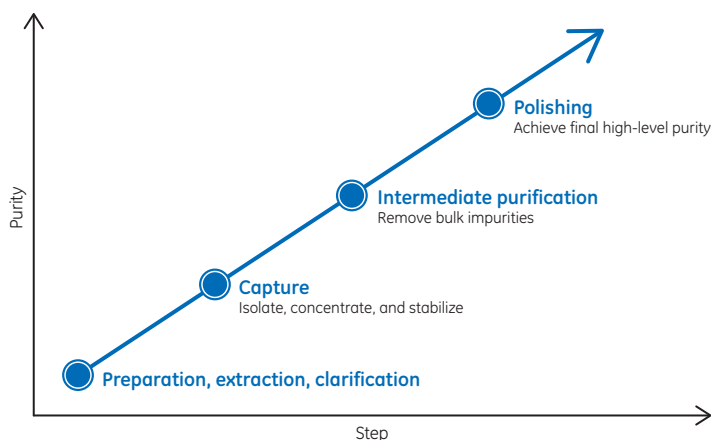 Polishing
Achieve final high-level purity
Intermediate purification
Remove bulk impurities
Purity
Capture
Isolate, concentrate, and stabilize
Preparation, extraction, clarification
Step